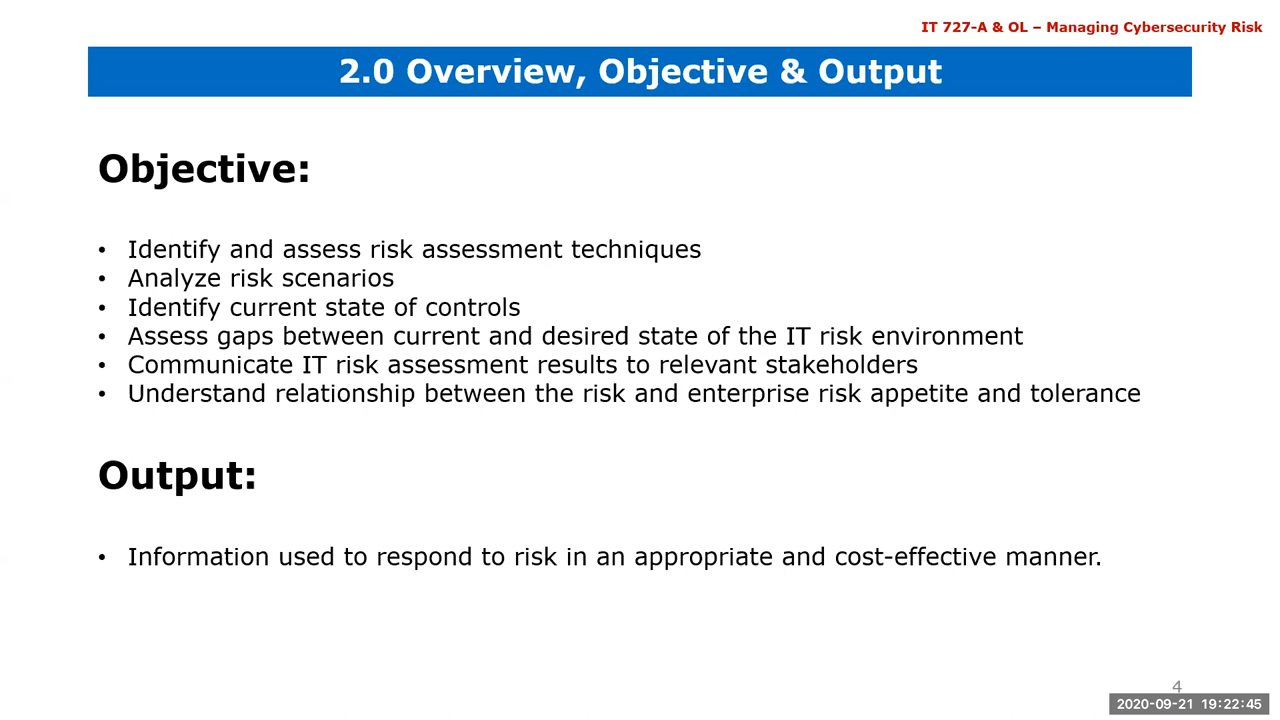 IT 727-A & OL – Managing Cybersecurity Risk
2.0 Overview, Objective & Output
Objective:
• Identify and assess risk assessment techniques
• Analyze risk scenarios
• Identify current state of controls
• Assess gaps between current and desired state of the IT risk environment
• Communicate IT risk assessment results to relevant stakeholders
• Understand relationship between the risk and enterprise risk appetite and tolerance
Output:
• Information used to respond to risk in an appropriate and cost-effective manner.
4
2020-09-21 19:22:45